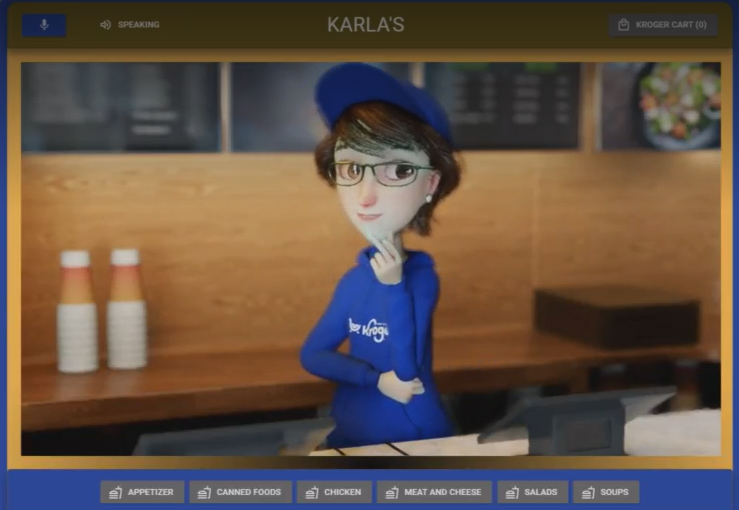 SPEAKING
KARLA'S
KROGER CART (0)
Kroger
APPETIZER
CANNED FOODS
CHICKEN
MEAT AND CHEESE
SALADS
SOUPS